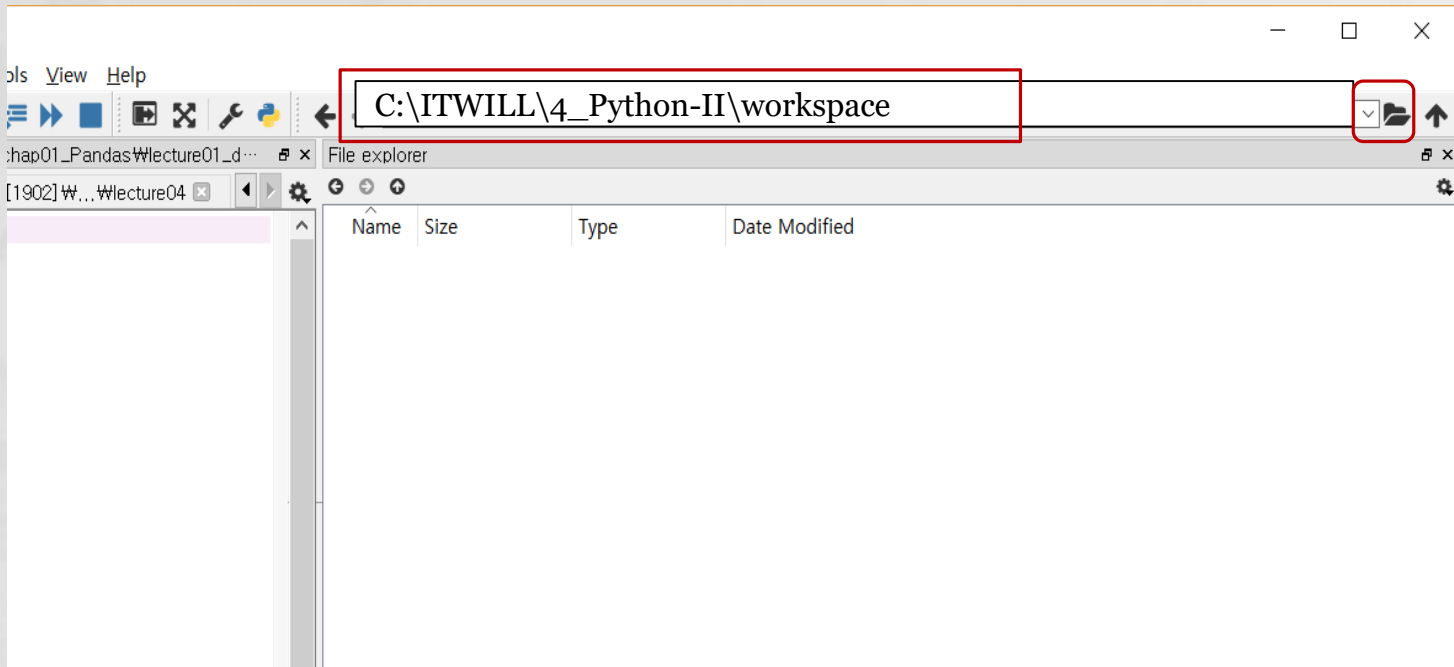 ols View Help
C:\ITWILL\4_Python-II\workspace
chap01_Pandas₩lecture01_d...
File explorer
[1902] ₩...₩lecture04
Name Size Type Date Modified